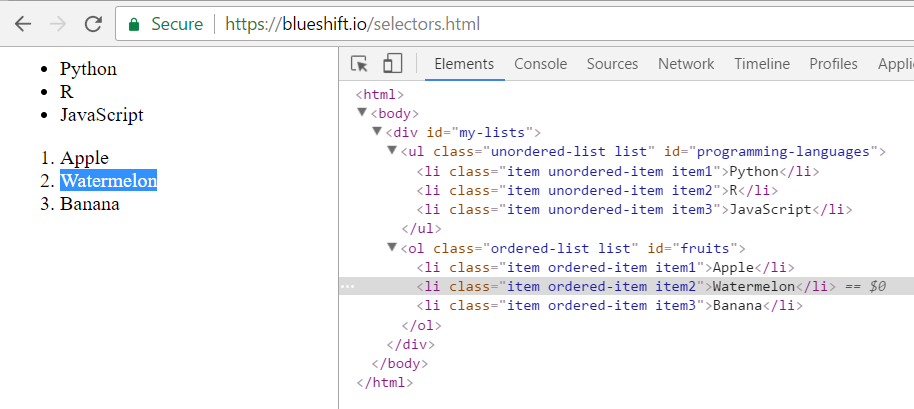 Secure https://blueshift.io/selectors.html
• Python
• R
• JavaScript
1. Apple
2. Watermelon
3. Banana
Elements Console Sources Network Timeline Profiles
<html>
<body>
<div id="my-lists">
<ul class="unordered-list list" id="programming-languages">
<li class="item unordered-item item1">Python</li>
<li class="item unordered-item item2">R</li>
<li class="item unordered-item item3">JavaScript</li>
</ul>
<ol class="ordered-list list" id="fruits">
<li class="item ordered-item item1">Apple</li>
... <li class="item ordered-item item2">Watermelon</li> == $0
<li class="item ordered-item item3">Banana</li>
</ol>
</div>
</body>
</html>